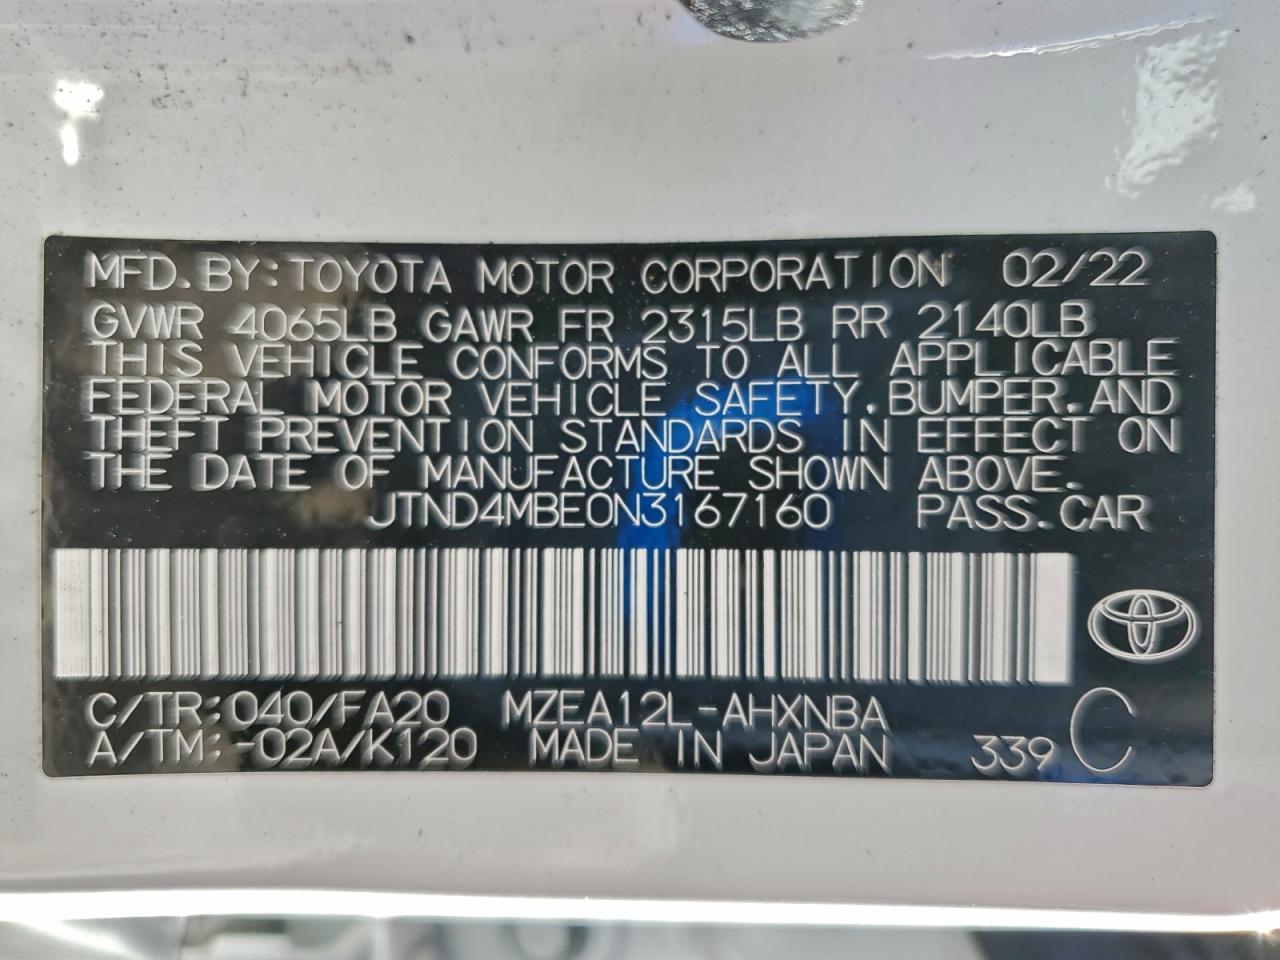 MFD.BY:TOYOTA MOTOR CORPORATION 02/22
GVWR 4065LB GAWR FR 2315LB RR 2140LB
THIS VEHICLE CONFORMS TO ALL APPLICABLE
FEDERAL MOTOR VEHICLE SAFETY.BUMPER.AND
THEFT PREVENTION STANDARDS IN EFFECT ON
THE DATE OF MANUFACTURE SHOWN ABOVE.
JTND4MBE0N3167160 PASS.CAR
C/TR:040/FA20 MZEA12L-AHXNBA C
A/TM:-02A/K120 MADE IN JAPAN 339